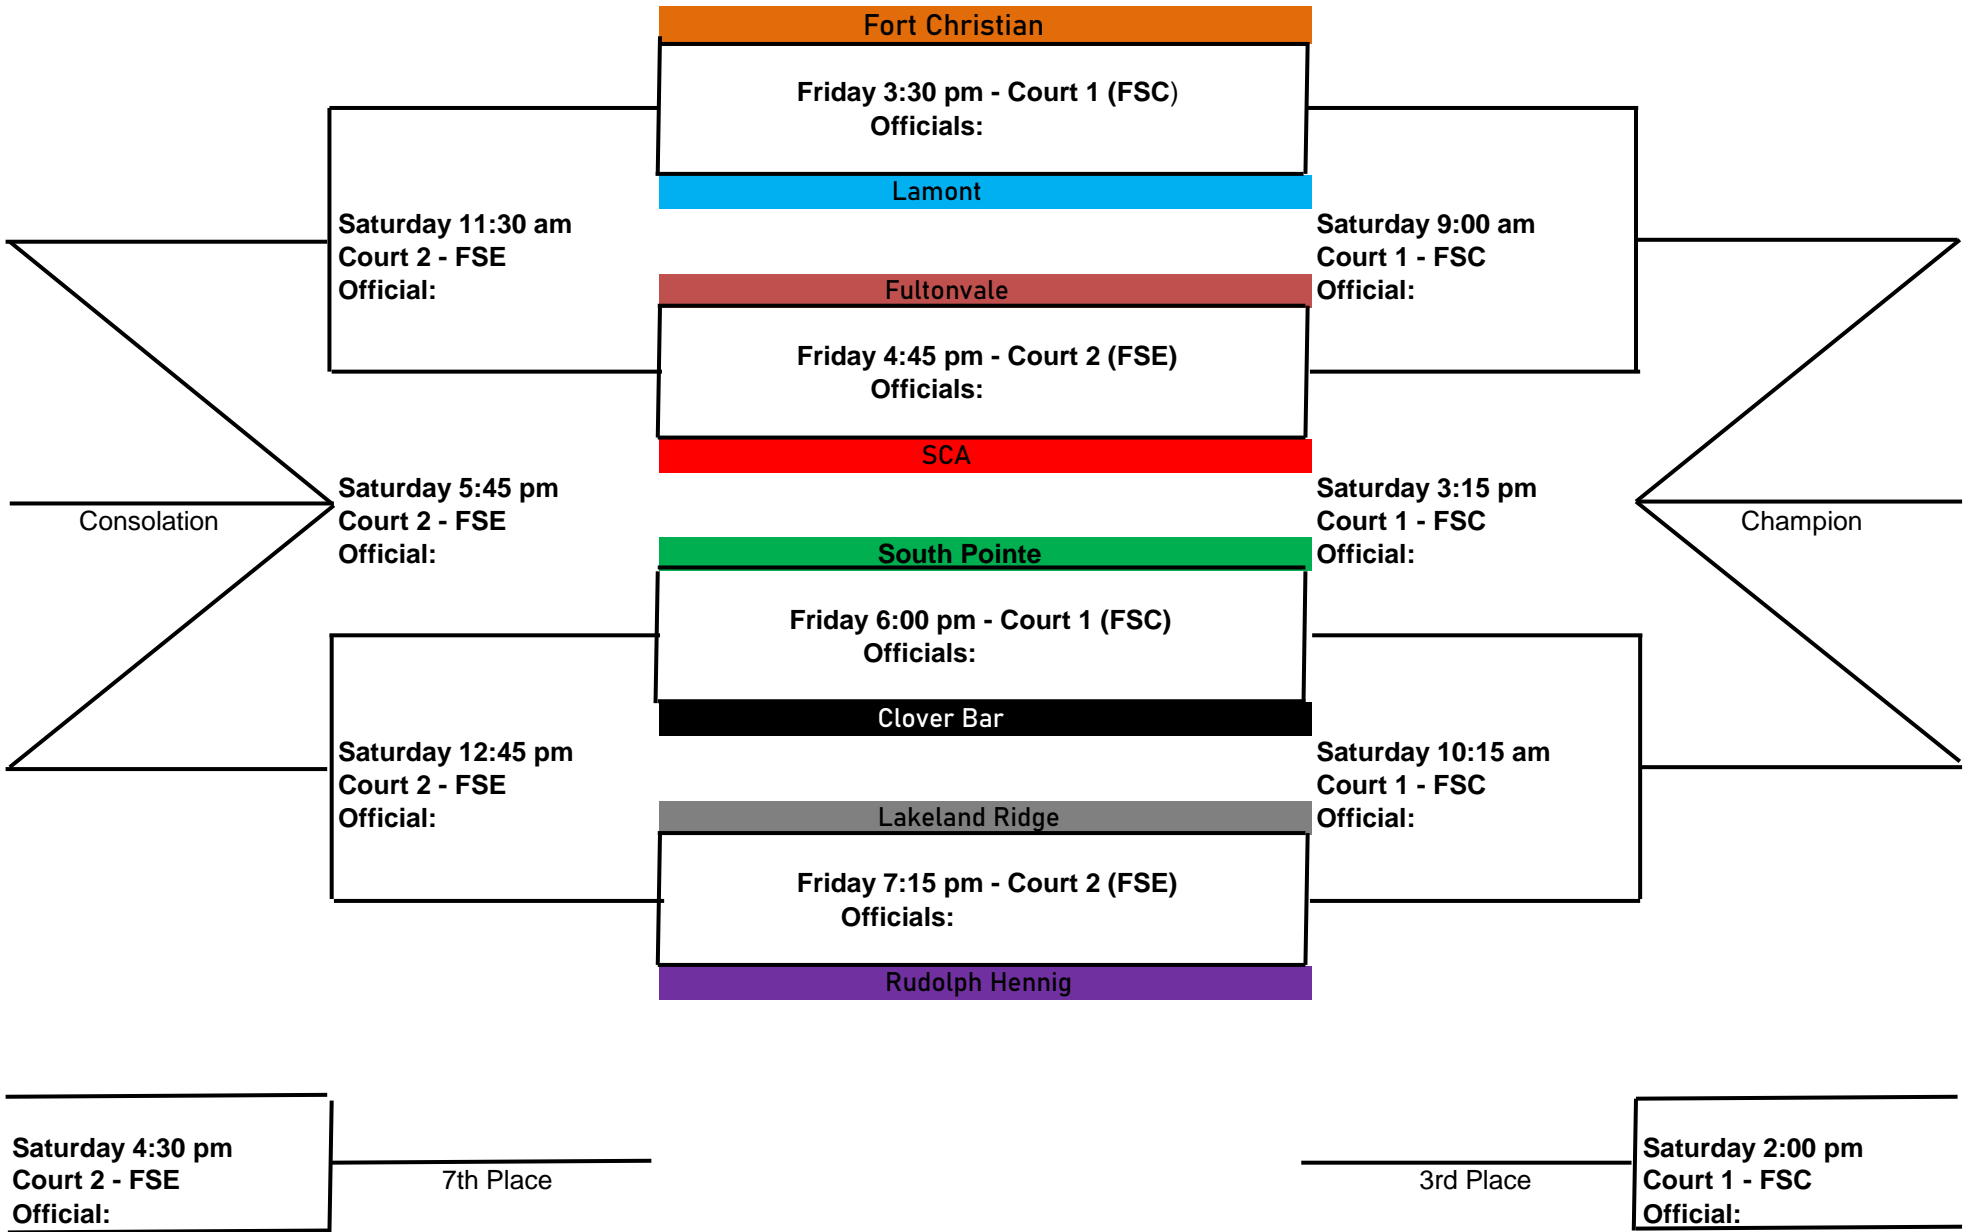 Fort Christian
Friday 3:30 pm - Court 1 (FSC)
Officials:
Lamont
Saturday 11:30 am
Court 2 - FSE
Official:
Saturday 9:00 am
Court 1 - FSC
Official:
Fultonvale
Friday 4:45 pm - Court 2 (FSE)
Officials:
SCA
Saturday 5:45 pm
Court 2 - FSE
Official:
Consolation
Saturday 3:15 pm
Court 1 - FSC
Official:
Champion
South Pointe
Friday 6:00 pm - Court 1 (FSC)
Officials:
Clover Bar
Saturday 12:45 pm
Court 2 - FSE
Official:
Saturday 10:15 am
Court 1 - FSC
Official:
Lakeland Ridge
Friday 7:15 pm - Court 2 (FSE)
Officials:
Rudolph Hennig
Saturday 4:30 pm
Court 2 - FSE
Official:
7th Place
3rd Place
Saturday 2:00 pm
Court 1 - FSC
Official: